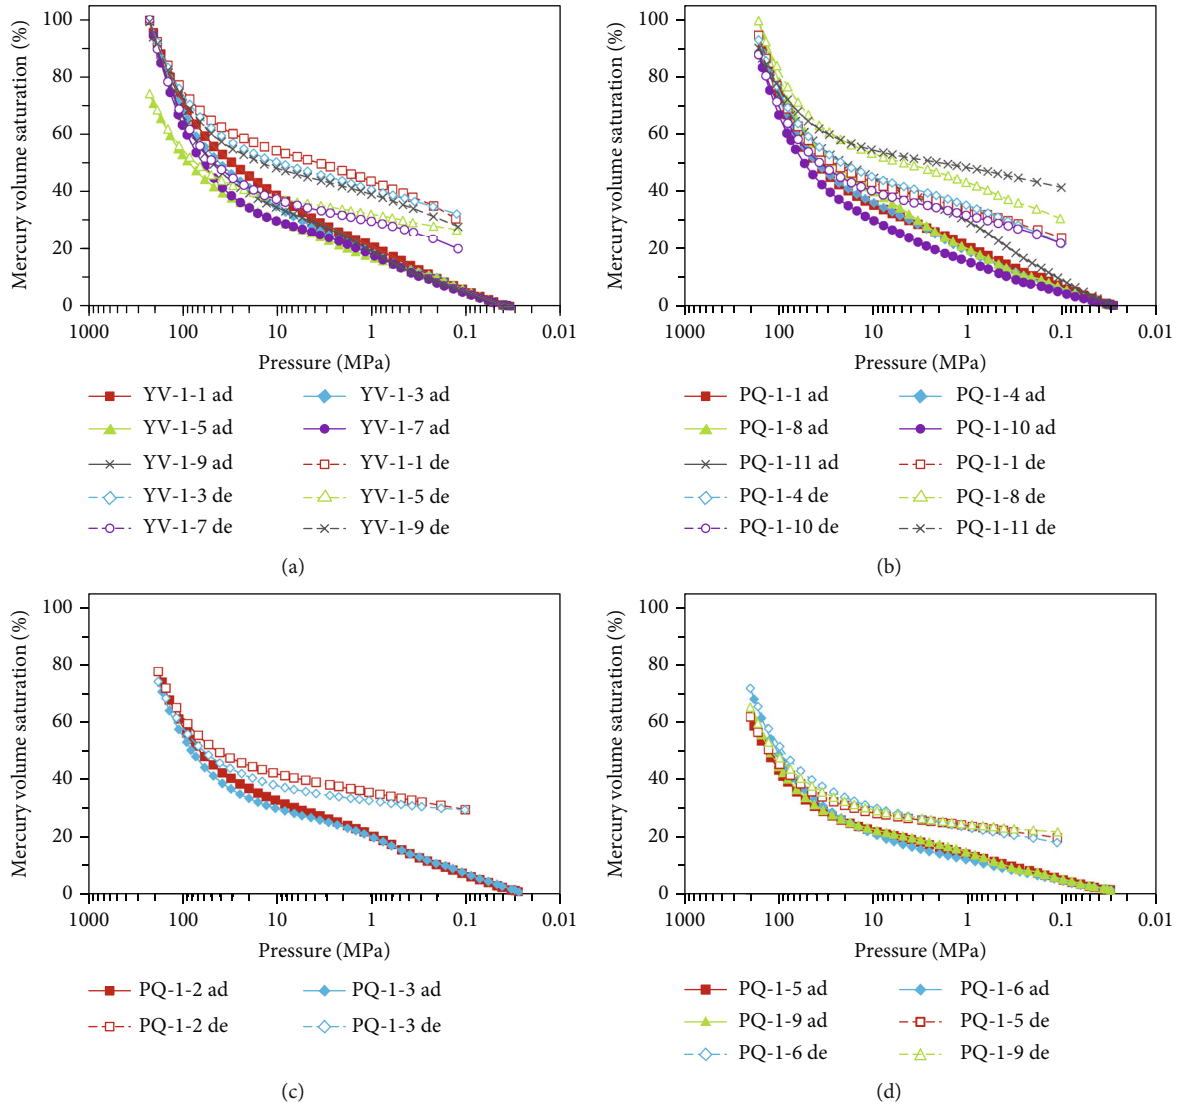 Mercury volume saturation (%)
100
80
60
40
20
0
1000 100 10 1 0.1 0.01
Pressure (MPa)
YV-1-1 ad YV-1-3 ad
YV-1-5 ad YV-1-7 ad
YV-1-9 ad YV-1-1 de
YV-1-3 de YV-1-5 de
YV-1-7 de YV-1-9 de
(a)
Mercury volume saturation (%)
100
80
60
40
20
0
1000 100 10 1 0.1 0.01
Pressure (MPa)
PQ-1-1 ad PQ-1-4 ad
PQ-1-8 ad PQ-1-10 ad
PQ-1-11 ad PQ-1-1 de
PQ-1-4 de PQ-1-8 de
PQ-1-10 de PQ-1-11 de
(b)
Mercury volume saturation (%)
100
80
60
40
20
0
1000 100 10 1 0.1 0.01
Pressure (MPa)
PQ-1-2 ad PQ-1-3 ad
PQ-1-2 de PQ-1-3 de
(c)
Mercury volume saturation (%)
100
80
60
40
20
0
1000 100 10 1 0.1 0.01
Pressure (MPa)
PQ-1-5 ad PQ-1-6 ad
PQ-1-9 ad PQ-1-5 de
PQ-1-6 de PQ-1-9 de
(d)